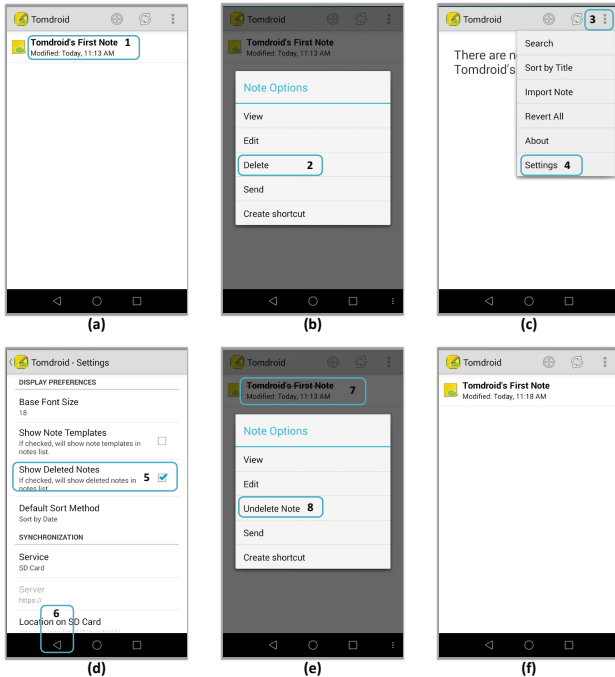 Tomdroid
Tomdroid's First Note 1
Modified: Today, 11:13 AM
(a)
Tomdroid
Tomdroid's First Note
Modified: Today, 11:13 AM
Note Options
View
Edit
Delete 2
Send
Create shortcut
(b)
Tomdroid 3
There are n
Tomdroid's
Search
Sort by Title
Import Note
Revert All
About
Settings 4
(c)
Tomdroid - Settings
DISPLAY PREFERENCES
Base Font Size
18
Show Note Templates
If checked, will show note templates in
notes list.
Show Deleted Notes
If checked, will show deleted notes in 5
notes list.
Default Sort Method
Sort by Date
SYNCHRONIZATION
Service
SD Card
Server
https://
6
Location on SD Card
(d)
Tomdroid
Tomdroid's First Note 7
Modified: Today, 11:13 AM
Note Options
View
Edit
Undelete Note 8
Send
Create shortcut
(e)
Tomdroid
Tomdroid's First Note
Modified: Today, 11:18 AM
(f)